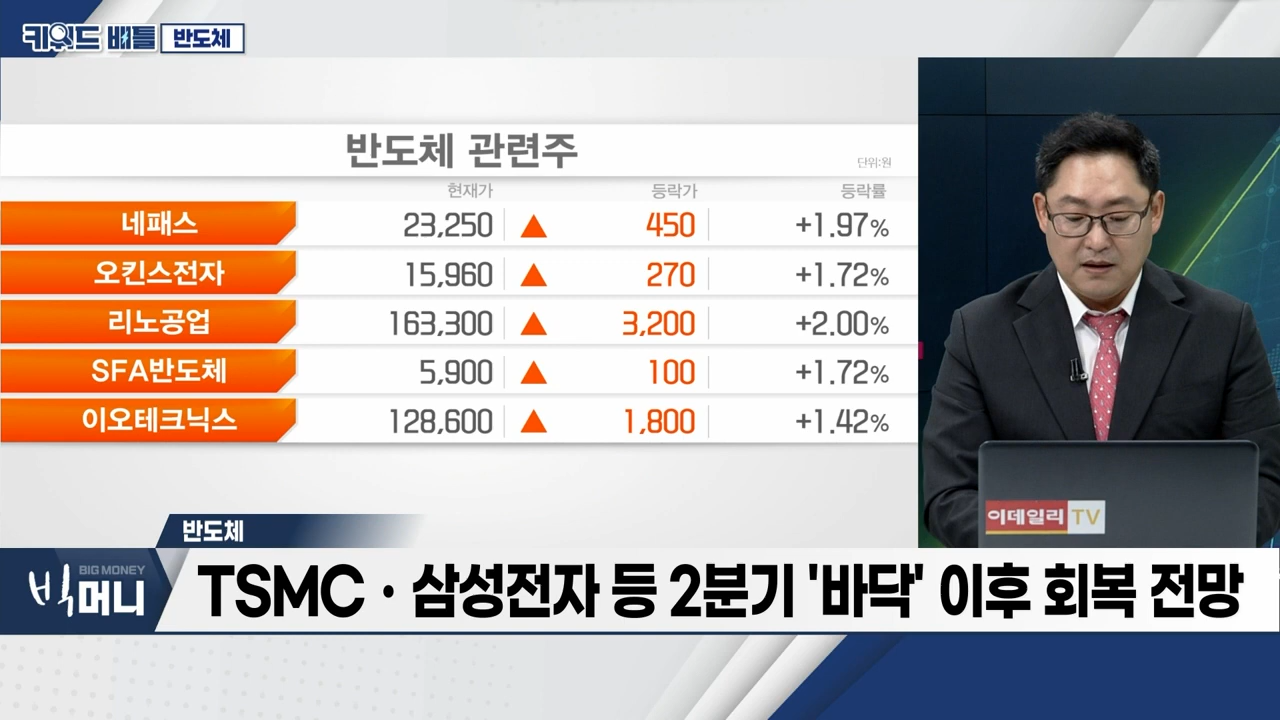 키워드 배틀 반도체
반도체 관련주
단위:원
현재가 등락가 등락률
네패스 23,250 ▲ 450 +1.97%
오킨스전자 15,960 ▲ 270 +1.72%
리노공업 163,300 ▲ 3,200 +2.00%
SFA반도체 5,900 ▲ 100 +1.72%
이오테크닉스 128,600 ▲ 1,800 +1.42%
이데일리 TV
반도체
BIG MONEY
빅머니
TSMC · 삼성전자 등 2분기 '바닥' 이후 회복 전망